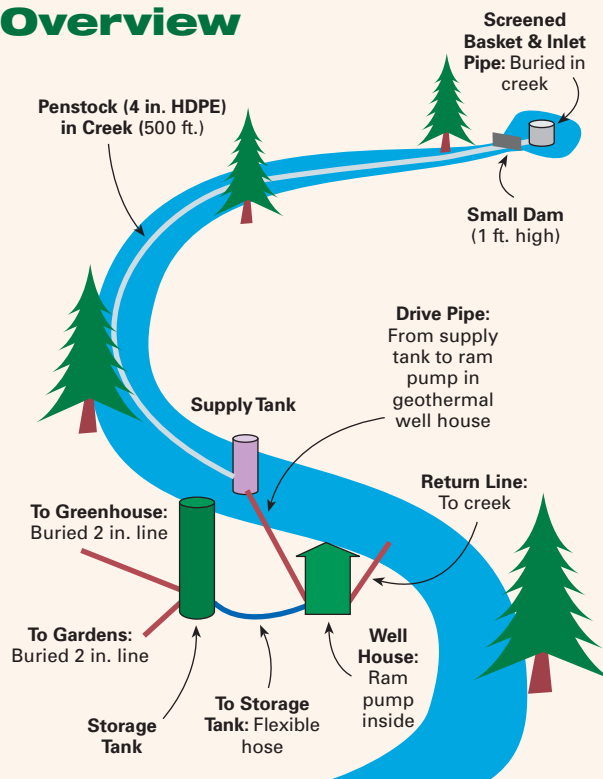 Overview
Screened
Basket & Inlet
Pipe: Buried in
creek
Penstock (4 in. HDPE)
in Creek (500 ft.)
Small Dam
(1 ft. high)
Drive Pipe:
From supply
tank to ram
pump in
geothermal
well house
Supply Tank
Return Line:
To creek
To Greenhouse:
Buried 2 in. line
To Gardens:
Buried 2 in. line
Well
House:
Ram
pump
inside
To Storage
Tank: Flexible
hose
Storage
Tank